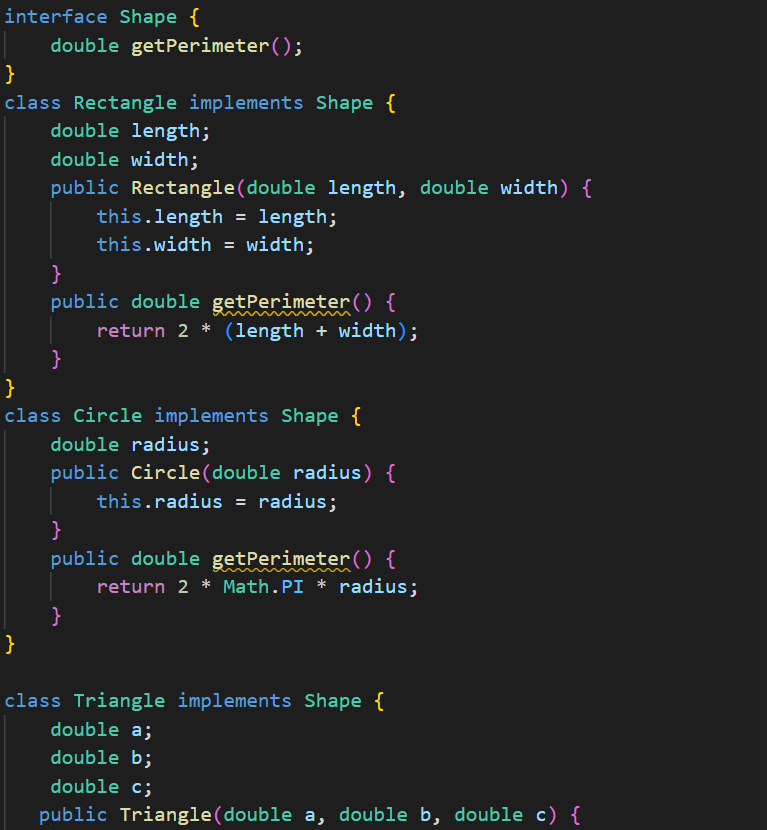 interface Shape {
    double getPerimeter();
}
class Rectangle implements Shape {
    double length;
    double width;
    public Rectangle(double length, double width) {
        this.length = length;
        this.width = width;
    }
    public double getPerimeter() {
        return 2 * (length + width);
    }
}
class Circle implements Shape {
    double radius;
    public Circle(double radius) {
        this.radius = radius;
    }
    public double getPerimeter() {
        return 2 * Math.PI * radius;
    }
}

class Triangle implements Shape {
    double a;
    double b;
    double c;
   public Triangle(double a, double b, double c) {